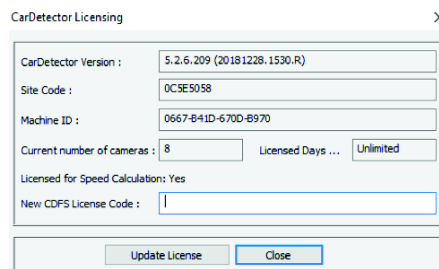 CarDetector Licensing
CarDetector Version : 5.2.6.209 (20181228.1530.R)
Site Code : 0C5E5058
Machine ID : 0667-B41D-670D-B970
Current number of cameras : 8 Licensed Days ... Unlimited
Licensed for Speed Calculation: Yes
New CDFS License Code :
Update License Close